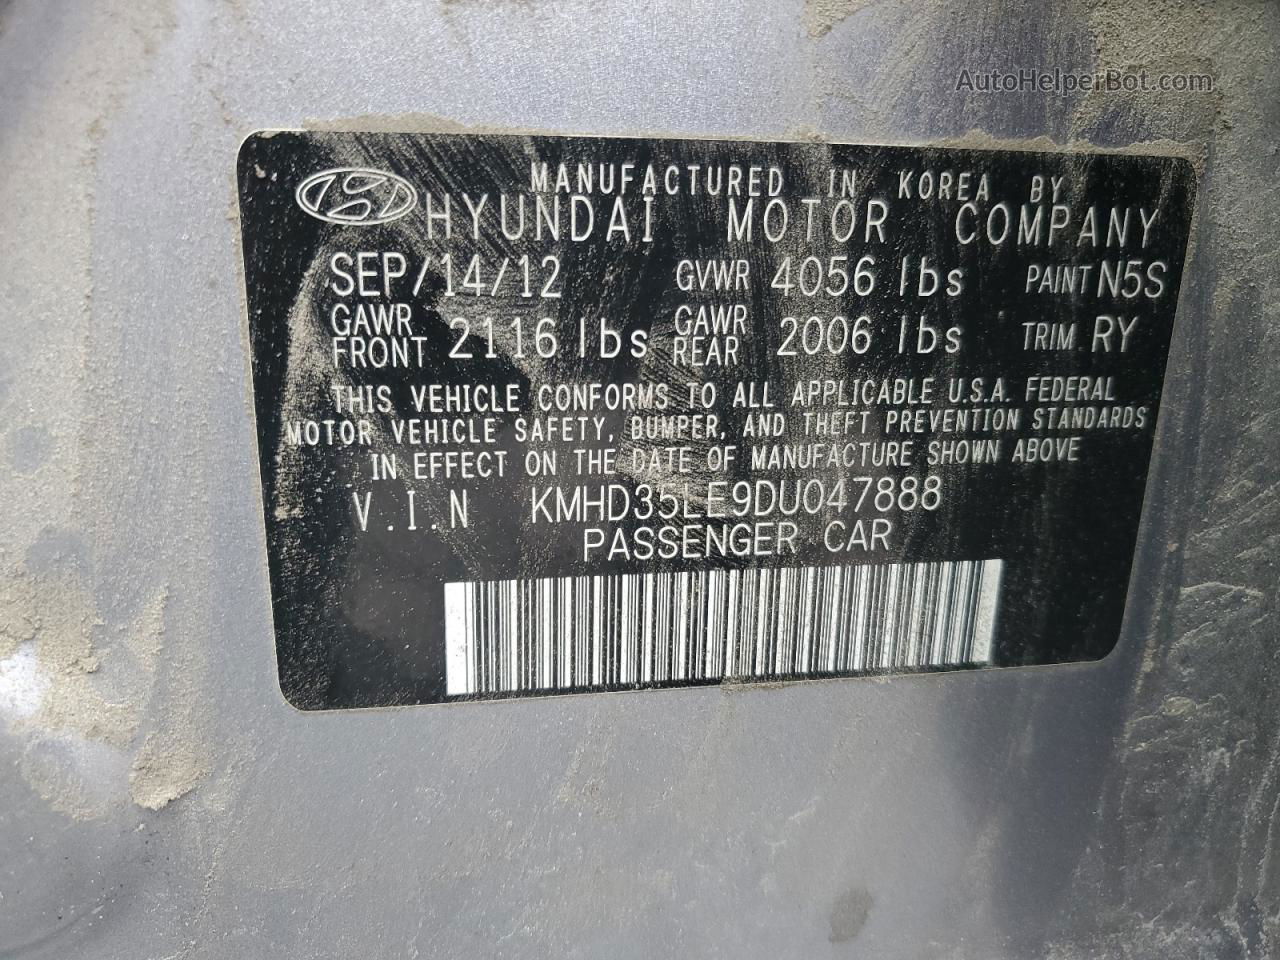 AutoHelperBot.com
MANUFACTURED IN KOREA BY
HYUNDAI MOTOR COMPANY
SEP/14/12 GVWR 4056 lbs PAINT N5S
GAWR FRONT 2116 lbs GAWR REAR 2006 lbs TRIM RY
THIS VEHICLE CONFORMS TO ALL APPLICABLE U.S.A. FEDERAL
MOTOR VEHICLE SAFETY, BUMPER, AND THEFT PREVENTION STANDARDS
IN EFFECT ON THE DATE OF MANUFACTURE SHOWN ABOVE
V.I.N KMHD35LE9DU047888
PASSENGER CAR